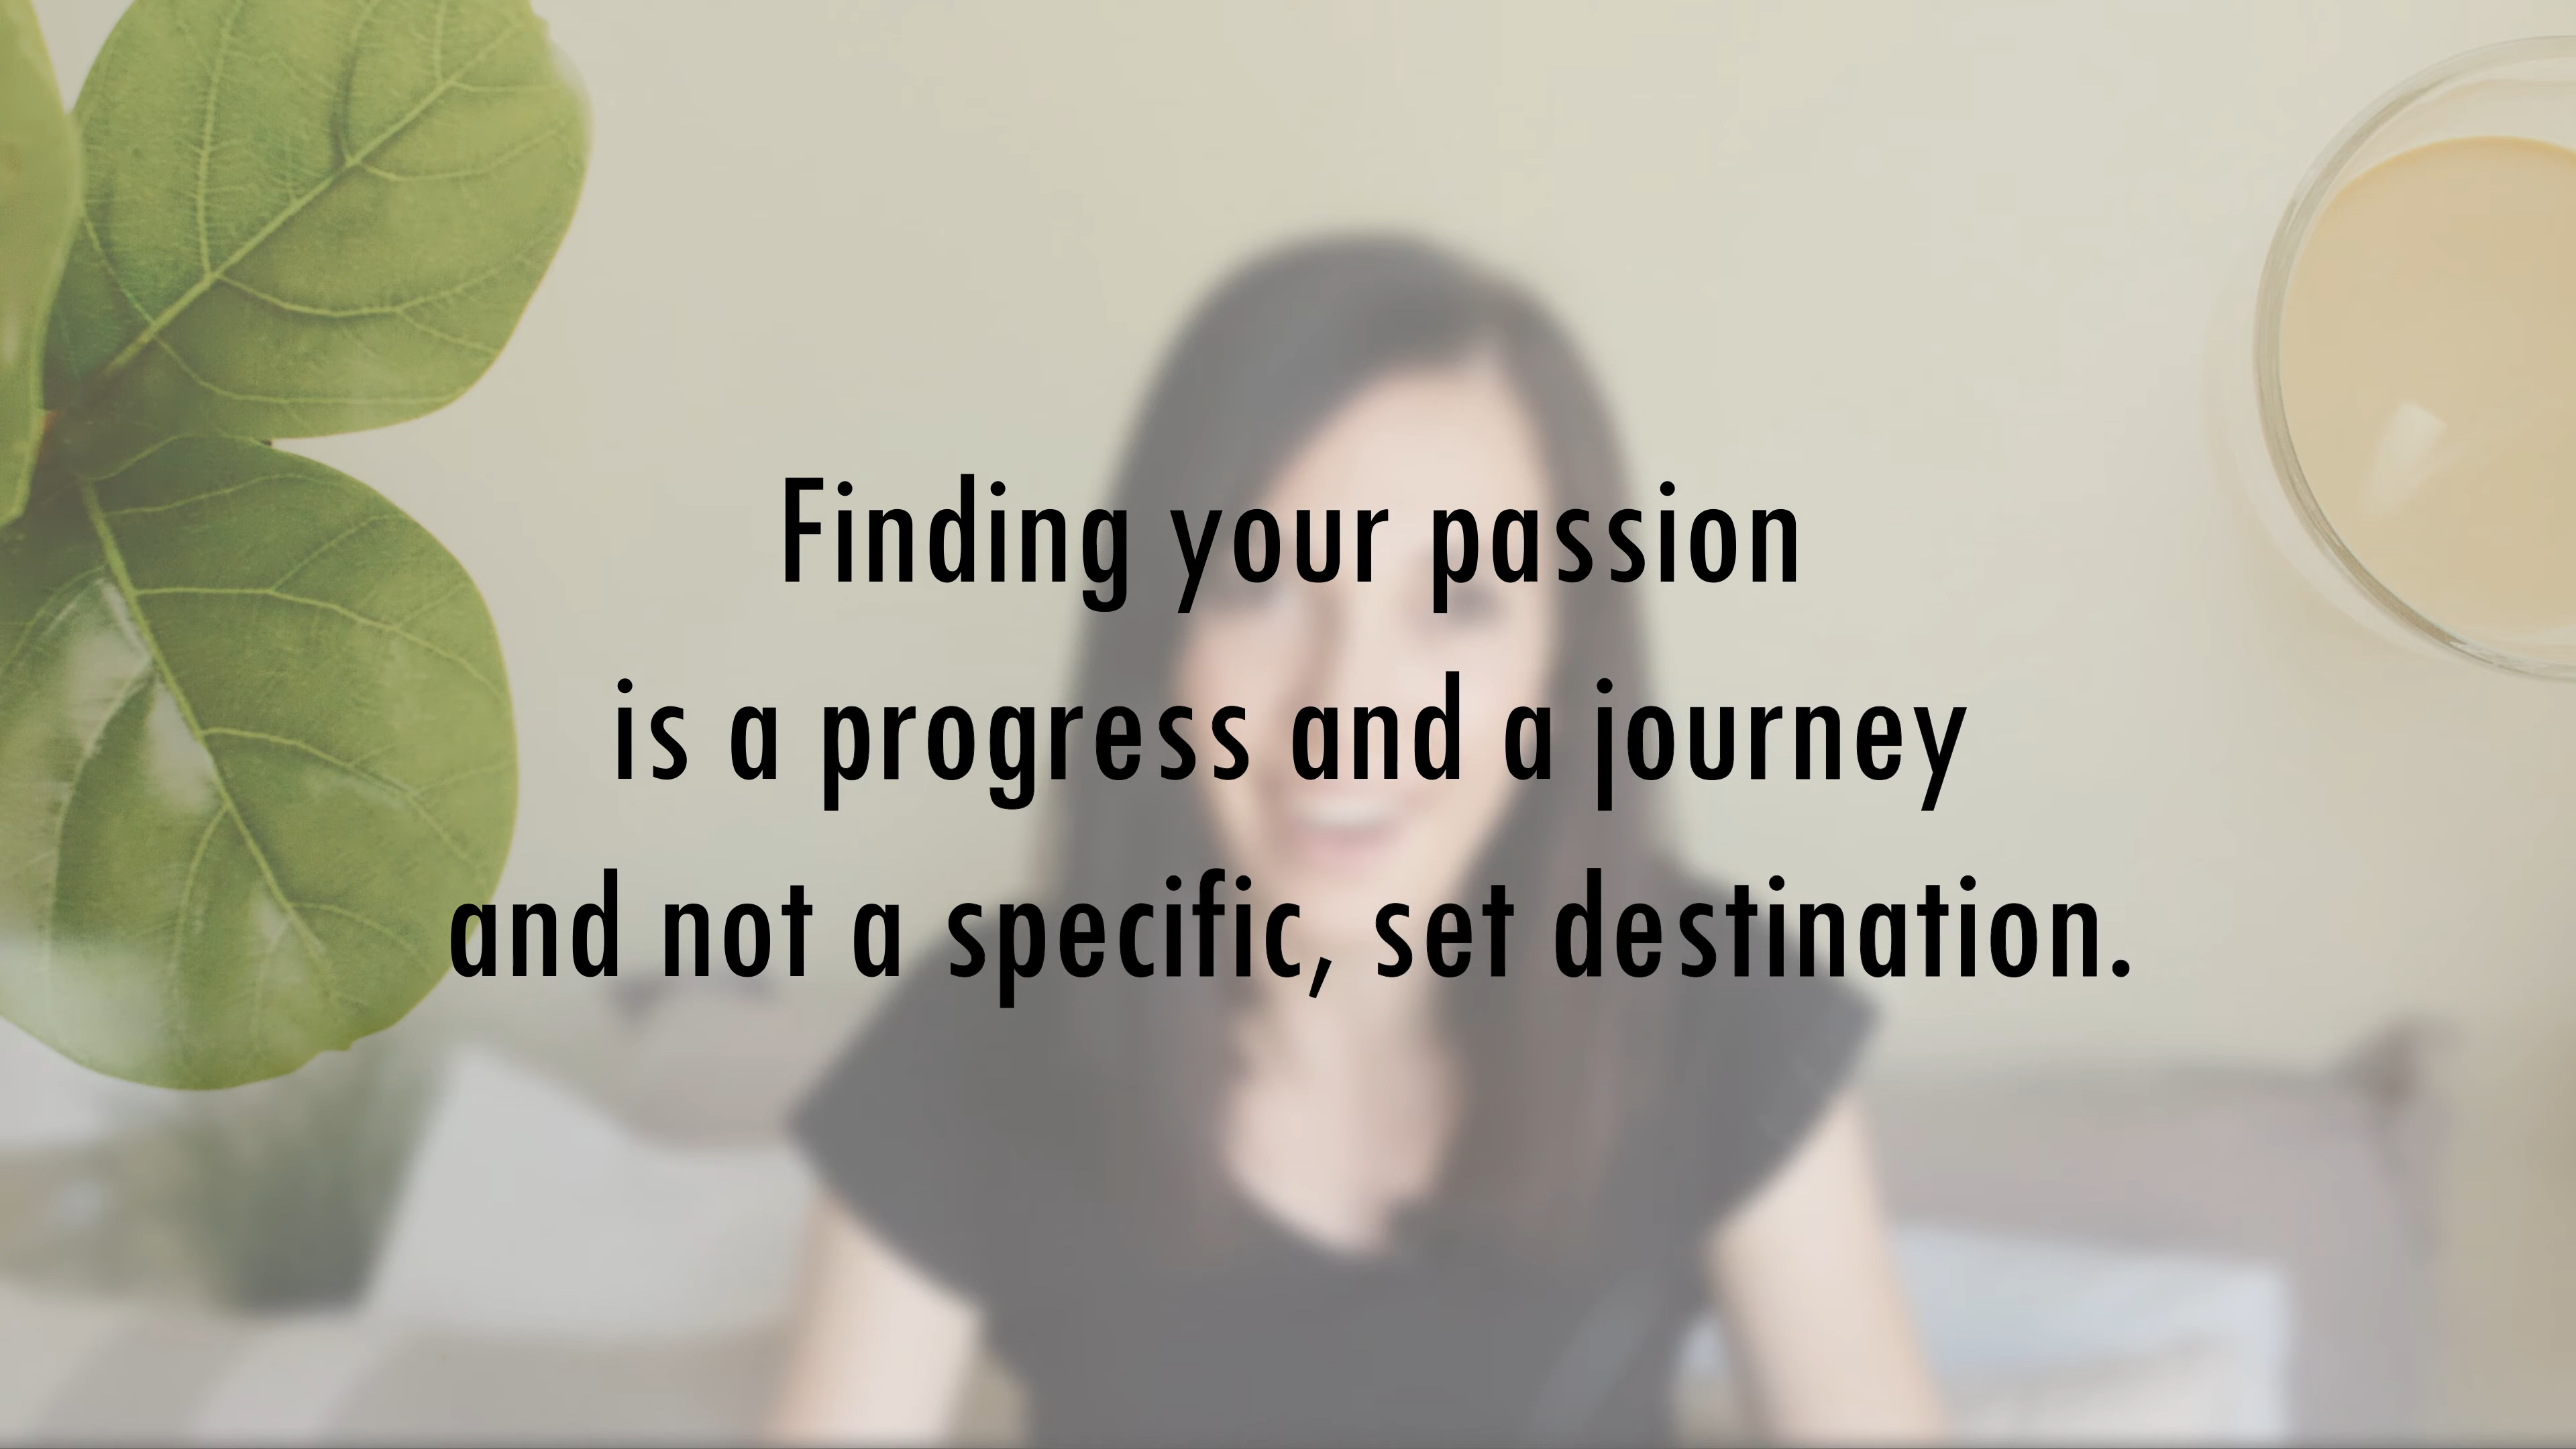 Finding your passion
is a progress and a journey
and not a specific, set destination.